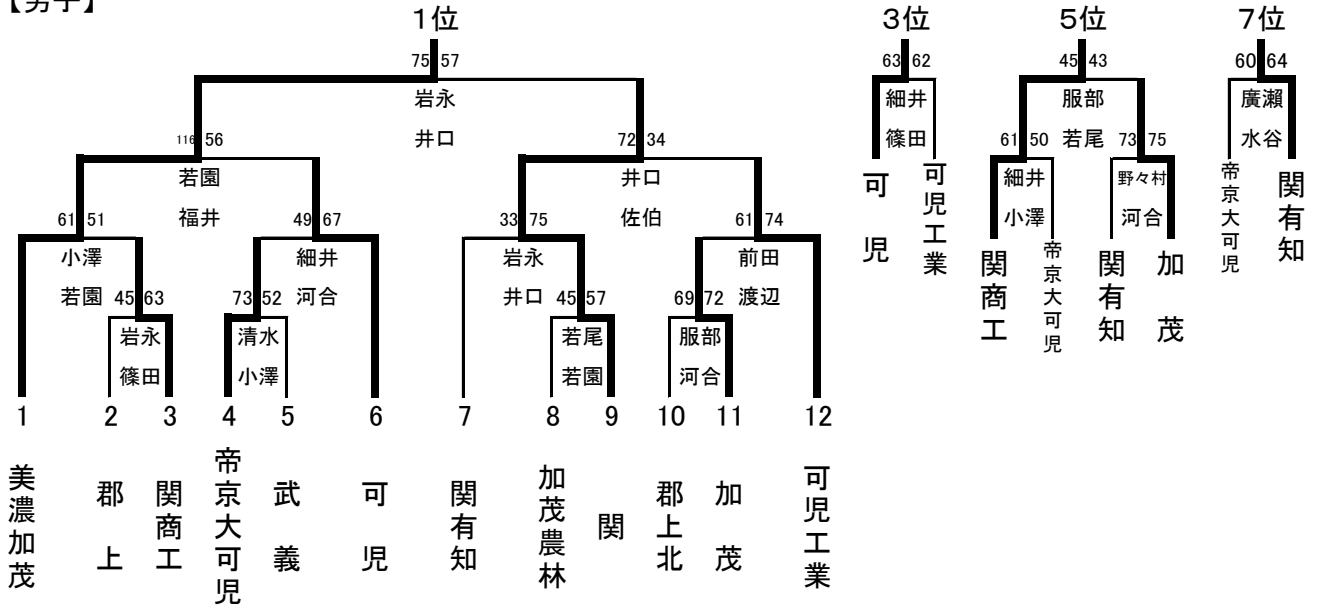 【男子】
1位 3位 5位 7位
75 57 63 62 45 43 60 64
岩永 細井 服部 廣瀬
井口 篠田 若尾 水谷
116 56 72 34 61 50 73 75
若園 井口 細井 野々村
福井 佐伯 小澤 河合
可児 可児工業 帝京大可児 関有知
61 51 49 67 33 75 61 74
小澤 細井 岩永 前田
若園 河合 井口 渡辺
関商工 帝京大可児 関有知 加茂
45 63 73 52 45 57 69 72
岩永 清水 若尾 服部
篠田 小澤 若園 河合
1 2 3 4 5 6 7 8 9 10 11 12
美濃加茂
郡上
関商工
帝京大可児
武義
可児
関有知
加茂農林
関
郡上北
加茂
可児工業